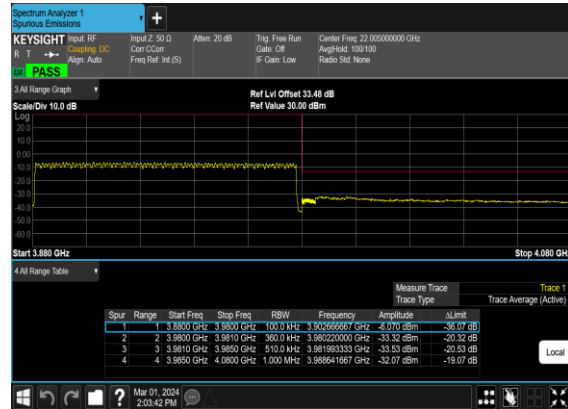 Spectrum Analyzer 1
Spurious Emissions
+
KEYSIGHT Input: RF Input Z: 50 Ω Atten: 20 dB Trig: Free Run Center Freq: 22.005000000 GHz
R T Coupling: DC Corr CCorr Gate: Off Avg|Hold: 100/100
Align: Auto Freq Ref: Int (S) IF Gain: Low Radio Std: None
LW PASS
3 All Range Graph
Ref Lvl Offset 33.48 dB
Scale/Div 10.0 dB Ref Value 30.00 dBm
Log
20.0
10.0
0.00
-10.0
-20.0
-30.0
-40.0
-50.0
-60.0
Start 3.880 GHz Stop 4.080 GHz
4 All Range Table
Measure Trace Trace 1
Trace Type Trace Average (Active)
Spur Range Start Freq Stop Freq RBW Frequency Amplitude ΔLimit
1 1 3.8800 GHz 3.9800 GHz 100.0 kHz 3.902666667 GHz -6.070 dBm -36.07 dB
2 2 3.9800 GHz 3.9810 GHz 360.0 kHz 3.980220000 GHz -33.32 dBm -20.32 dB
3 3 3.9810 GHz 3.9850 GHz 510.0 kHz 3.981993333 GHz -33.53 dBm -20.53 dB
4 4 3.9850 GHz 4.0800 GHz 1.000 MHz 3.988641667 GHz -32.07 dBm -19.07 dB
Local
? Mar 01, 2024
2:03:42 PM